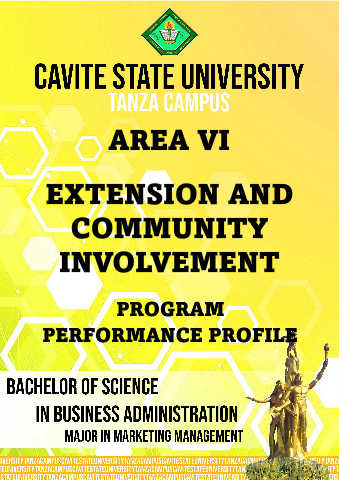 CAVITE STATE UNIVERSITY
TANZA CAMPUS
AREA VI
EXTENSION AND
COMMUNITY
INVOLVEMENT
PROGRAM
PERFORMANCE PROFILE
BACHELOR OF SCIENCE
IN BUSINESS ADMINISTRATION
MAJOR IN MARKETING MANAGEMENT